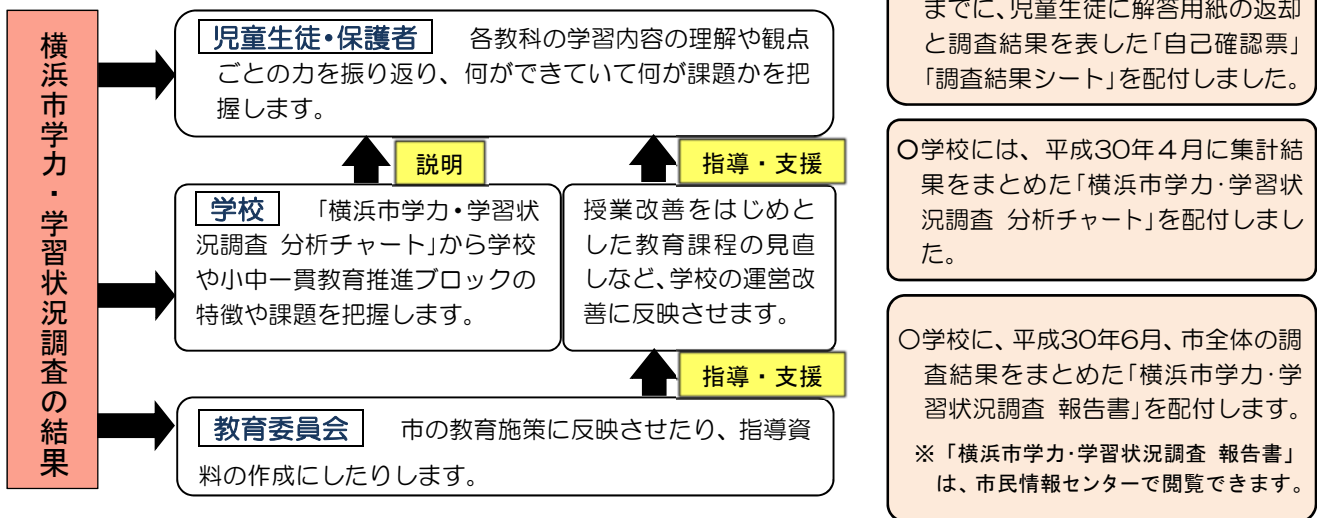 横浜市学力・学習状況調査の結果
児童生徒・保護者　各教科の学習内容の理解や観点
ごとの力を振り返り、何ができていて何が課題かを把
握します。
説明
指導・支援
学校　「横浜市学力・学習状
況調査 分析チャート」から学校
や小中一貫教育推進ブロックの
特徴や課題を把握します。
授業改善をはじめと
した教育課程の見直
しなど、学校の運営改
善に反映させます。
指導・支援
教育委員会　市の教育施策に反映させたり、指導資
料の作成にしたりします。
までに、児童生徒に解答用紙の返却
と調査結果を表した「自己確認票」
「調査結果シート」を配付しました。
○学校には、平成30年4月に集計結
果をまとめた「横浜市学力・学習状
況調査 分析チャート」を配付しまし
た。
○学校に、平成30年6月、市全体の調
査結果をまとめた「横浜市学力・学
習状況調査 報告書」を配付します。
※「横浜市学力・学習状況調査 報告書」
は、市民情報センターで閲覧できます。